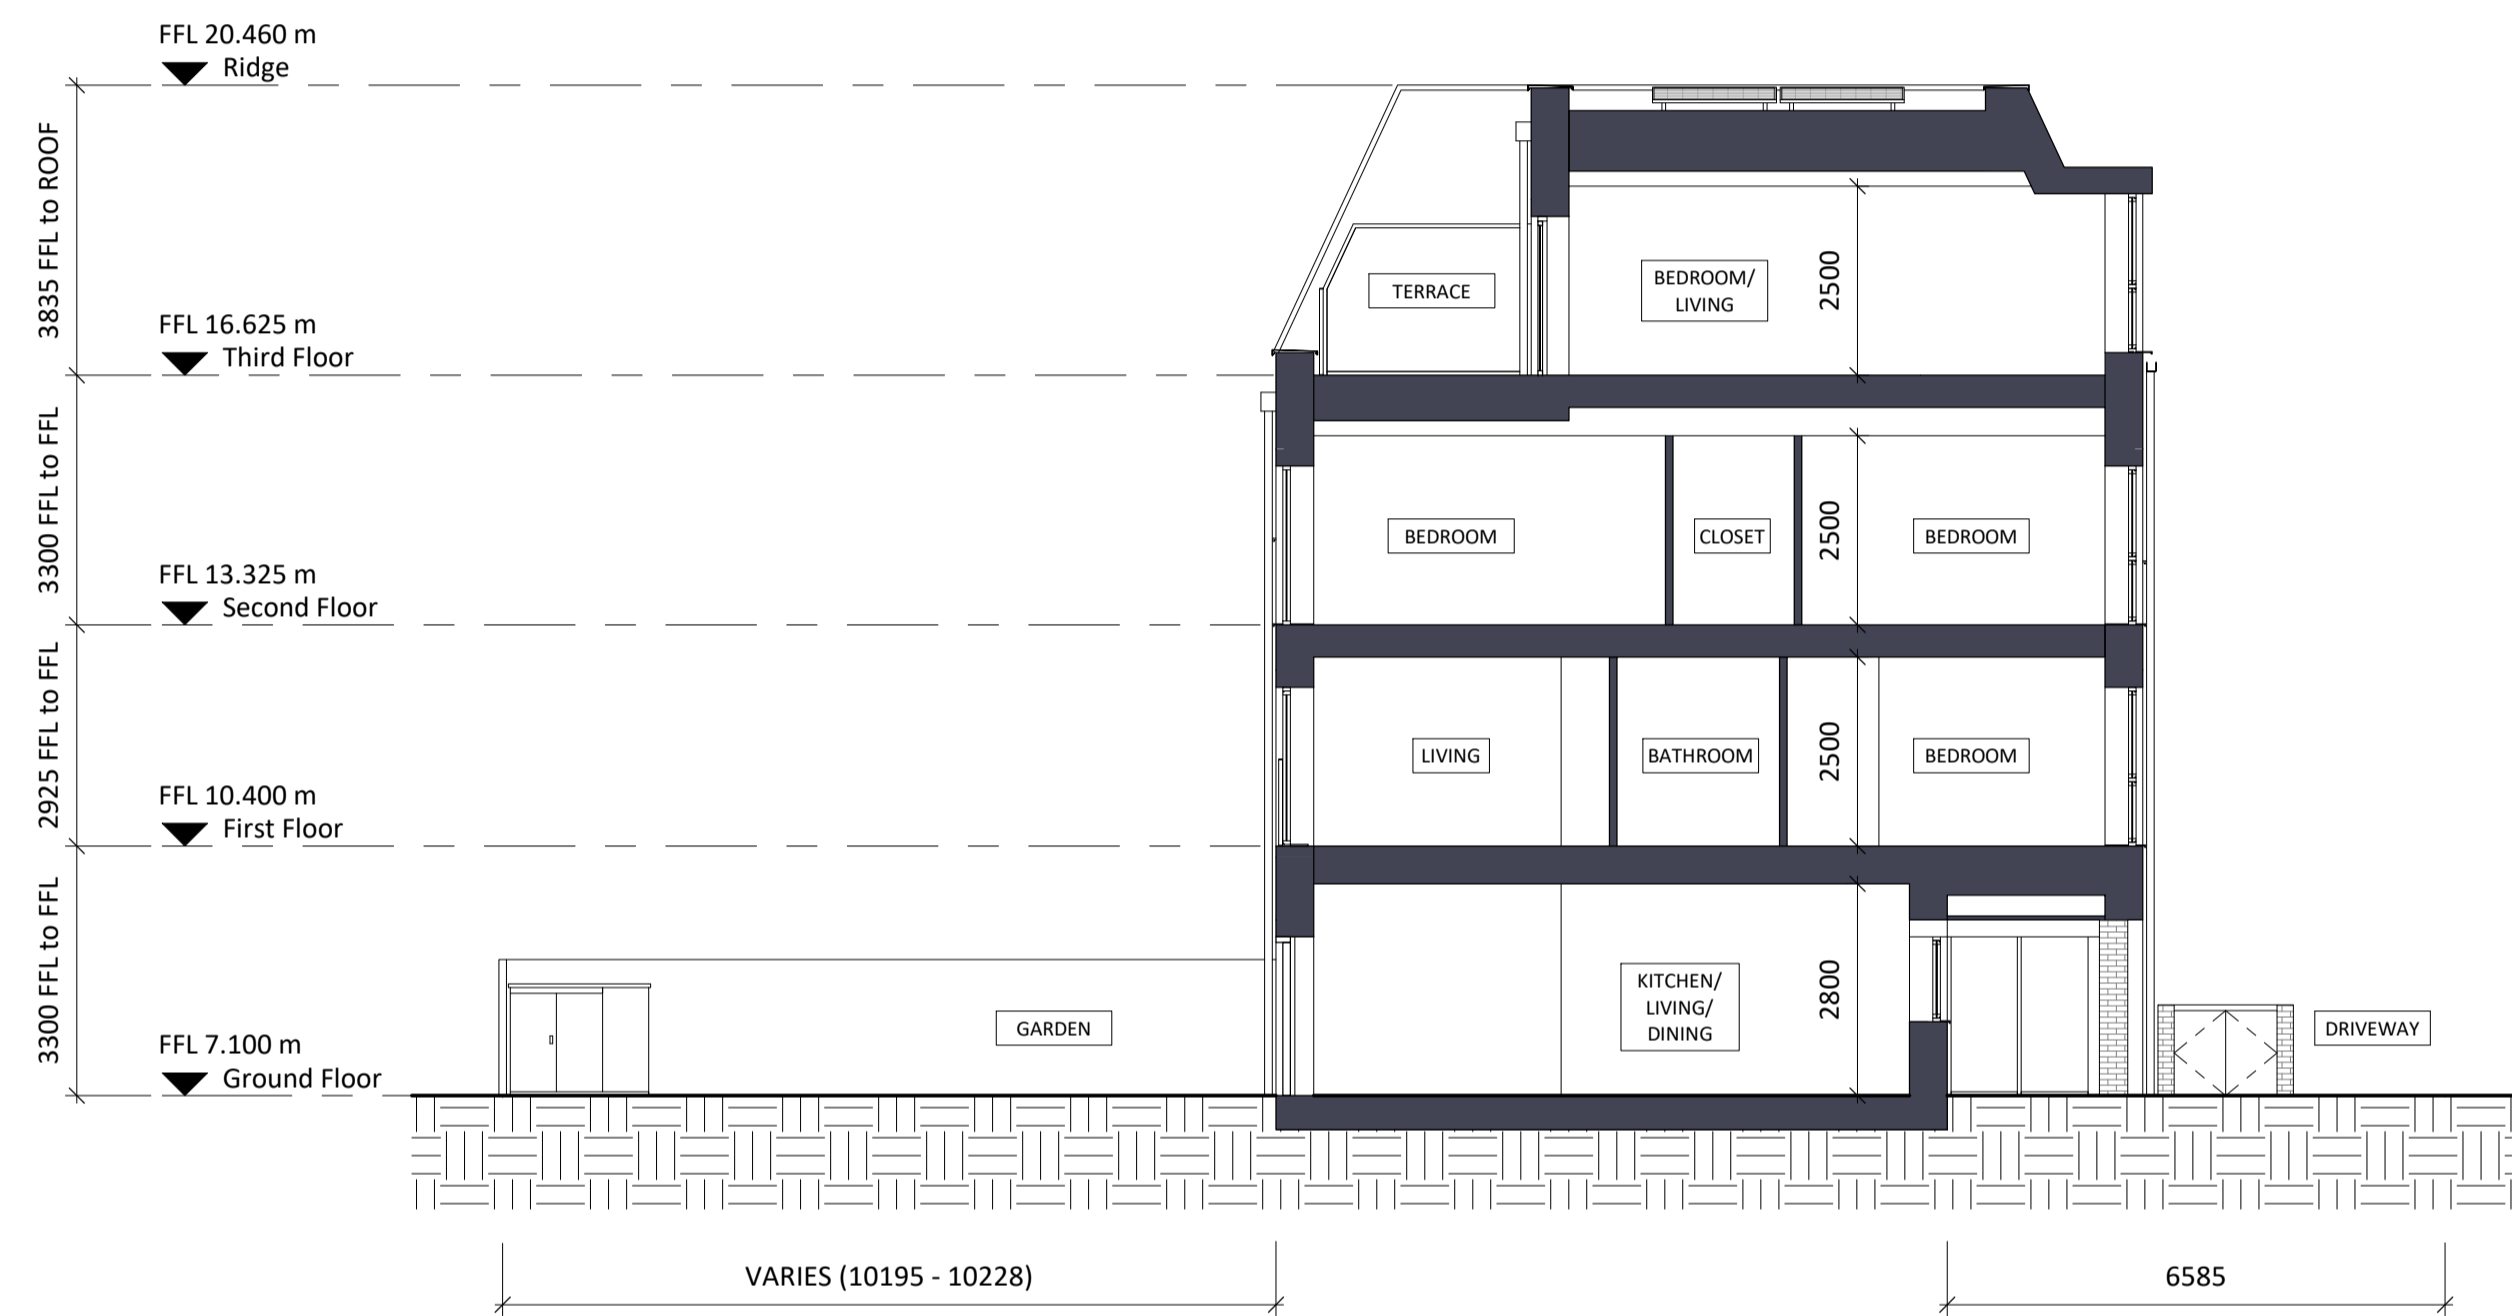 FFL 20.460 m
Ridge
3835 FFL to ROOF
FFL 16.625 m
Third Floor
TERRACE
BEDROOM/
LIVING
2500
3300 FFL to FFL
FFL 13.325 m
Second Floor
BEDROOM
CLOSET
2500
BEDROOM
2925 FFL to FFL
FFL 10.400 m
First Floor
LIVING
BATHROOM
2500
BEDROOM
3300 FFL to FFL
FFL 7.100 m
Ground Floor
GARDEN
KITCHEN/
LIVING/
DINING
2800
DRIVEWAY
VARIES (10195 - 10228)
6585